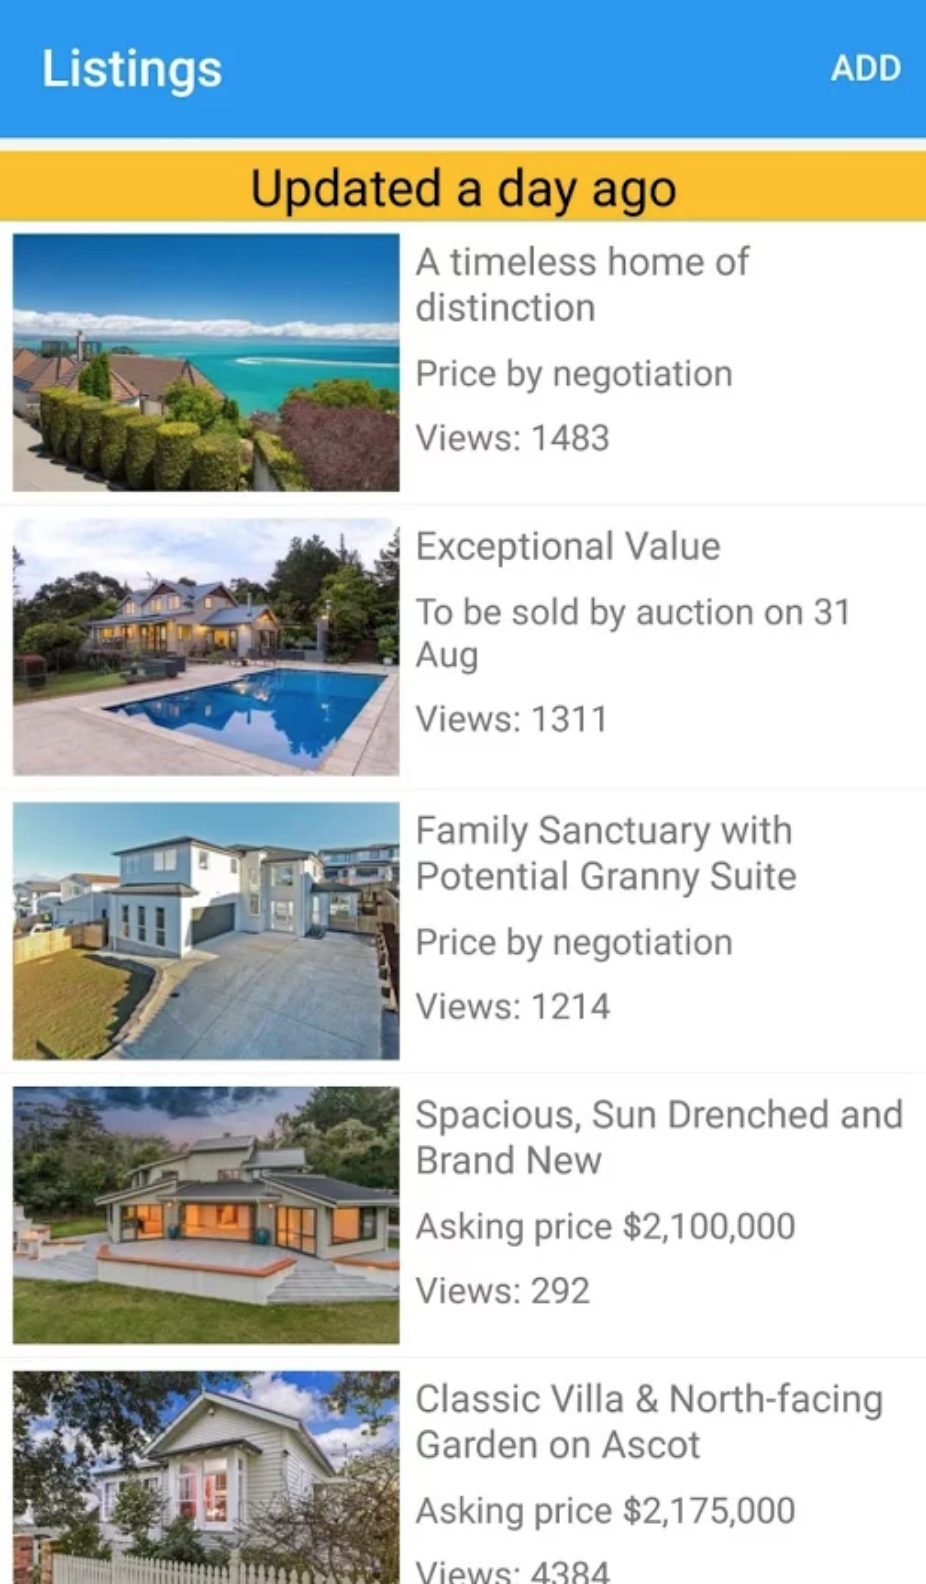 Listings
ADD
Updated a day ago
A timeless home of
distinction
Price by negotiation
Views: 1483
Exceptional Value
To be sold by auction on 31
Aug
Views: 1311
Family Sanctuary with
Potential Granny Suite
Price by negotiation
Views: 1214
Spacious, Sun Drenched and
Brand New
Asking price $2,100,000
Views: 292
Classic Villa & North-facing
Garden on Ascot
Asking price $2,175,000
Views: 4384